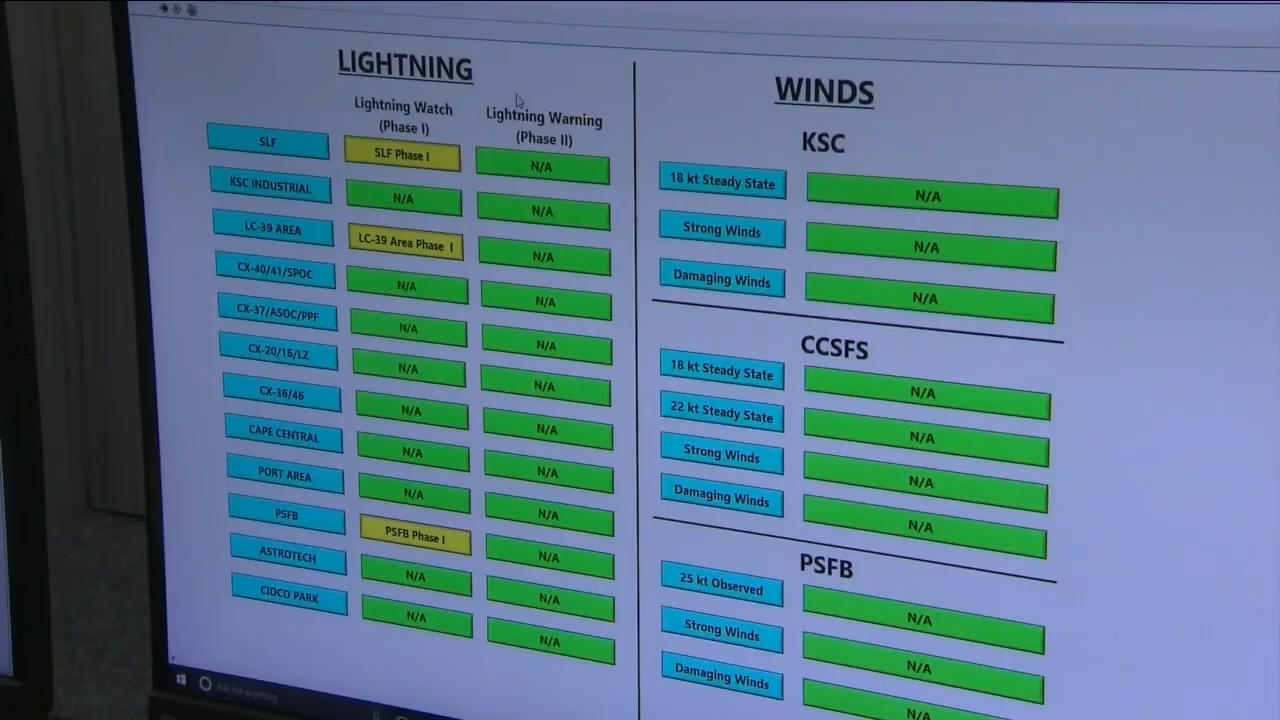 LIGHTNING
Lightning Watch
(Phase I)
Lightning Warning
(Phase II)
SLF SLF Phase I N/A
KSC INDUSTRIAL N/A N/A
LC-39 AREA LC-39 Area Phase I N/A
CX-40/41/SPOC N/A N/A
CX-37/ASOC/PPF N/A N/A
CX-20/16/LZ N/A N/A
CX-36/46 N/A N/A
CAPE CENTRAL N/A N/A
PORT AREA N/A N/A
PSFB PSFB Phase I N/A
ASTROTECH N/A N/A
CIDCO PARK N/A N/A
WINDS
KSC
18 kt Steady State N/A
Strong Winds N/A
Damaging Winds N/A
CCSFS
18 kt Steady State N/A
22 kt Steady State N/A
Strong Winds N/A
Damaging Winds N/A
PSFB
25 kt Observed N/A
Strong Winds N/A
Damaging Winds N/A
Ask me anything